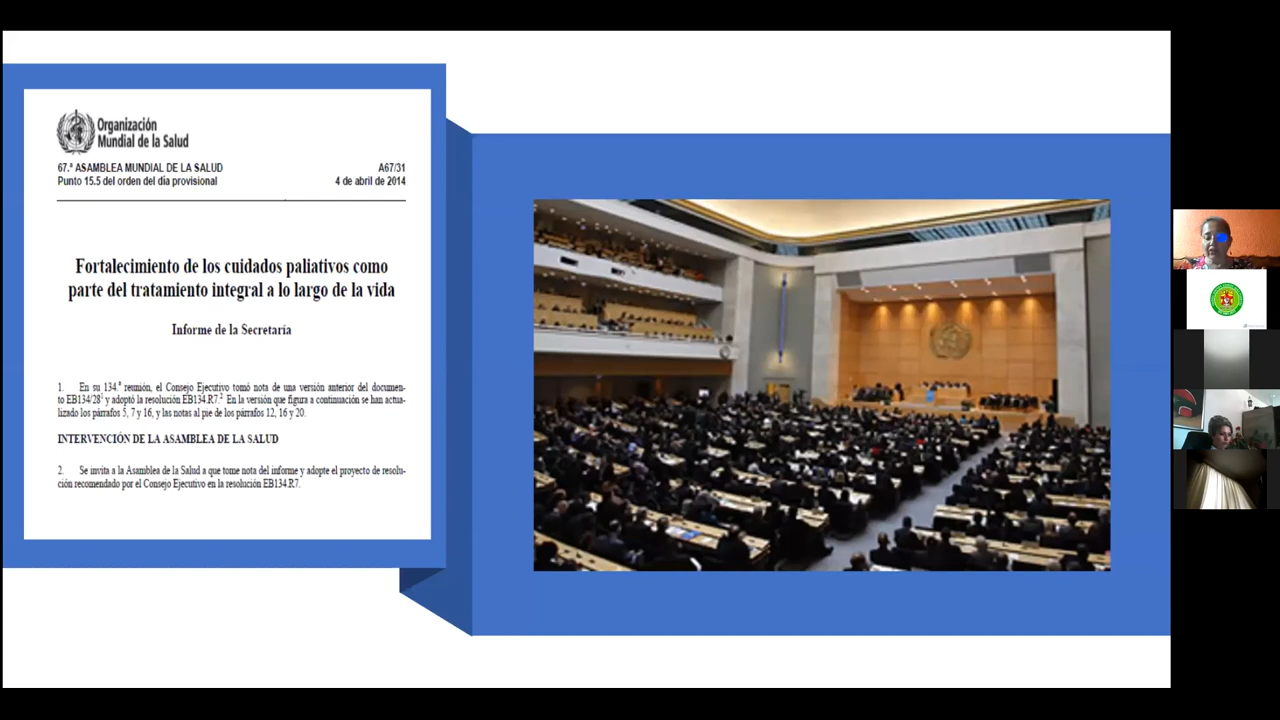 Organización
Mundial de la Salud
67.ª ASAMBLEA MUNDIAL DE LA SALUD A67/31
Punto 15.5 del orden del día provisional 4 de abril de 2014
Fortalecimiento de los cuidados paliativos como
parte del tratamiento integral a lo largo de la vida
Informe de la Secretaría
1. En su 134.ª reunión, el Consejo Ejecutivo tomó nota de una versión anterior del documen-
to EB134/28¹ y adoptó la resolución EB134.R7.² En la versión que figura a continuación se han actua-
lizado los párrafos 5, 7 y 16, y las notas al pie de los párrafos 12, 16 y 20.
INTERVENCIÓN DE LA ASAMBLEA DE LA SALUD
2. Se invita a la Asamblea de la Salud a que tome nota del informe y adopte el proyecto de resolu-
ción recomendado por el Consejo Ejecutivo en la resolución EB134.R7.